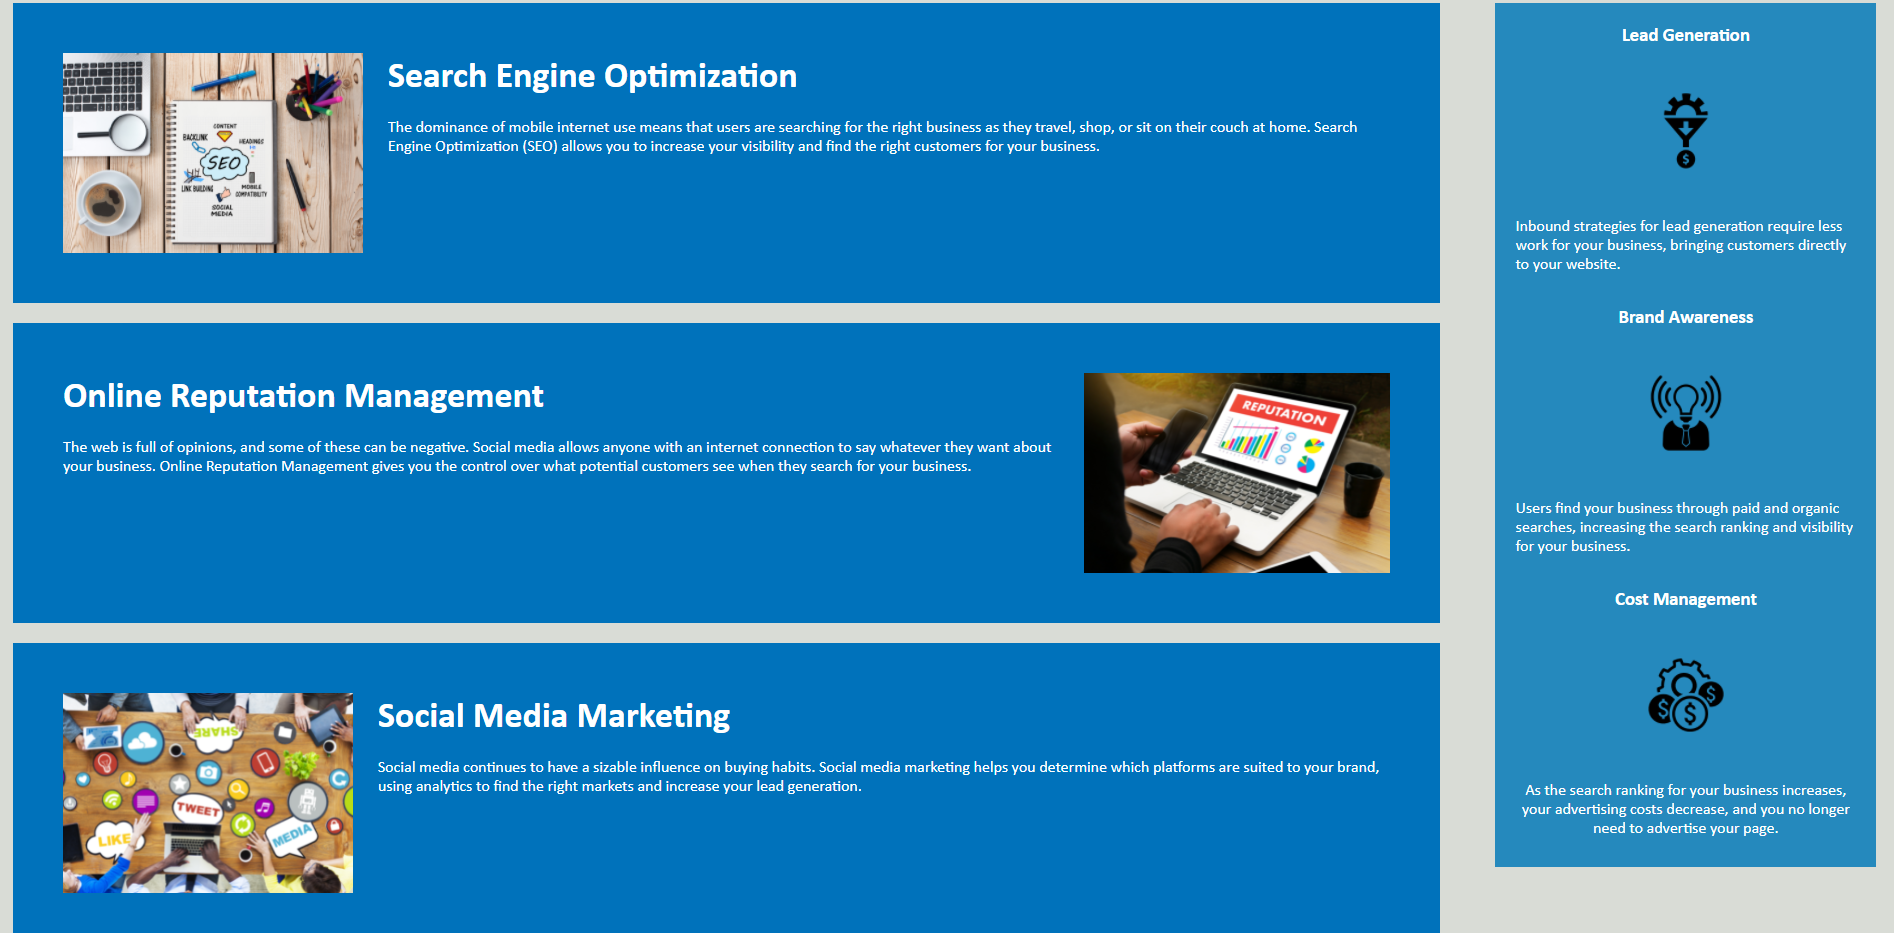 Search Engine Optimization
The dominance of mobile internet use means that users are searching for the right business as they travel, shop, or sit on their couch at home. Search
Engine Optimization (SEO) allows you to increase your visibility and find the right customers for your business.
CONTENT
BACKLINK
HEADINGS
SEO
LINK BUILDING
MOBILE
COMPATIBILITY
SOCIAL
MEDIA
Online Reputation Management
The web is full of opinions, and some of these can be negative. Social media allows anyone with an internet connection to say whatever they want about
your business. Online Reputation Management gives you the control over what potential customers see when they search for your business.
REPUTATION
Social Media Marketing
Social media continues to have a sizable influence on buying habits. Social media marketing helps you determine which platforms are suited to your brand,
using analytics to find the right markets and increase your lead generation.
SHARE
TWEET
LIKE
MEDIA
Lead Generation
$
Inbound strategies for lead generation require less
work for your business, bringing customers directly
to your website.
Brand Awareness
Users find your business through paid and organic
searches, increasing the search ranking and visibility
for your business.
Cost Management
$
$
$
As the search ranking for your business increases,
your advertising costs decrease, and you no longer
need to advertise your page.